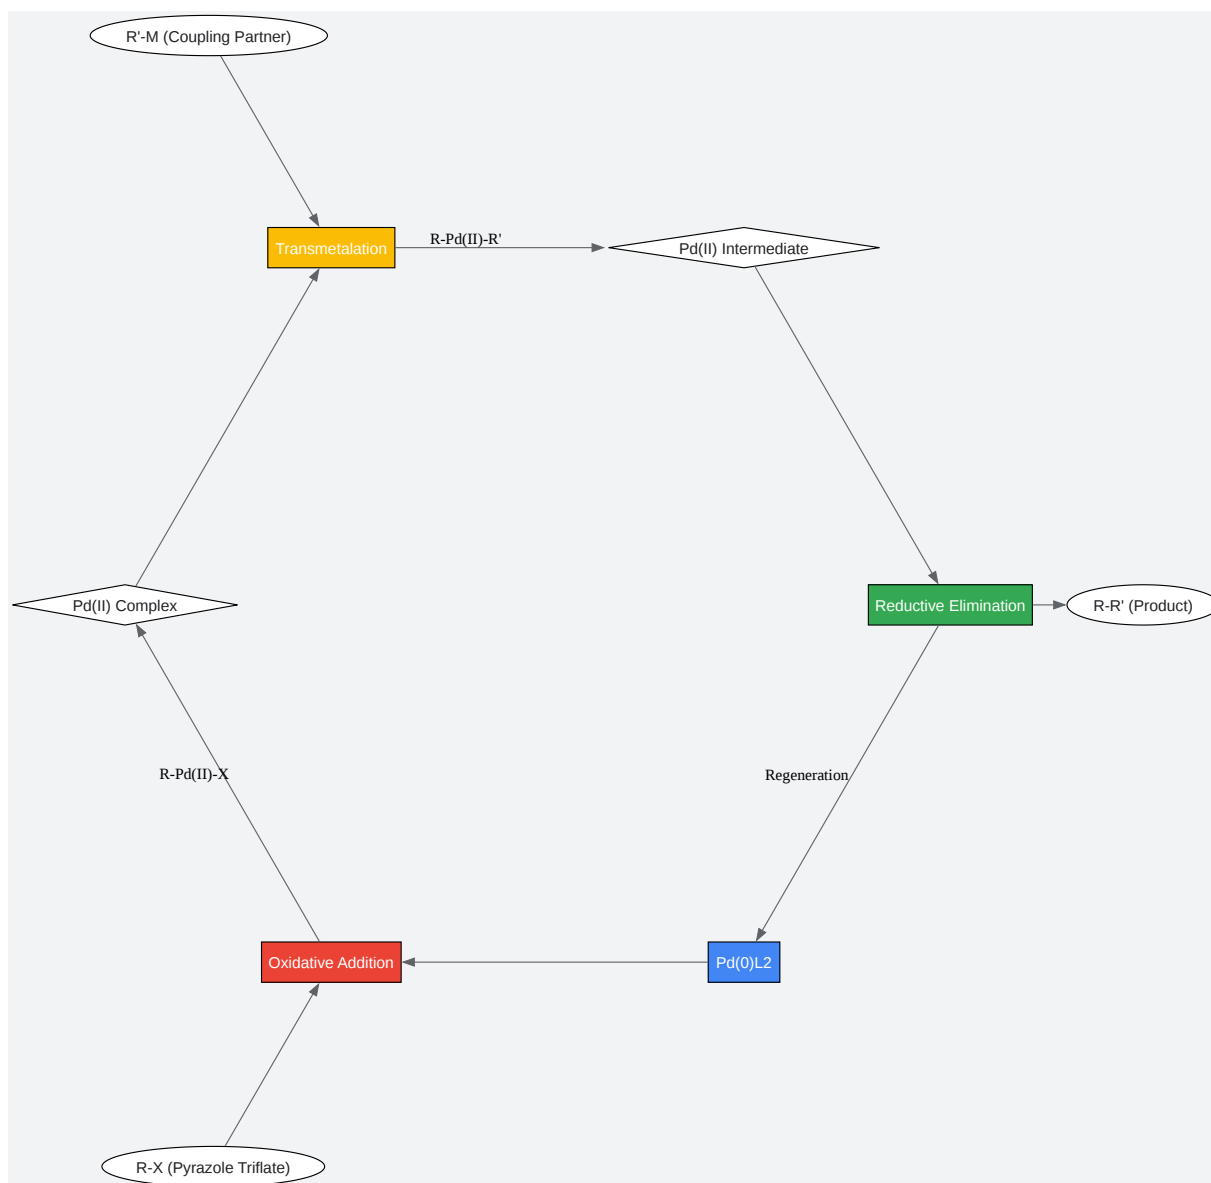 R'-M (Coupling Partner)
Transmetalation
R-Pd(II)-R'
Pd(II) Intermediate
Pd(II) Complex
Reductive Elimination
R-R' (Product)
R-Pd(II)-X
Regeneration
Oxidative Addition
Pd(0)L2
R-X (Pyrazole Triflate)